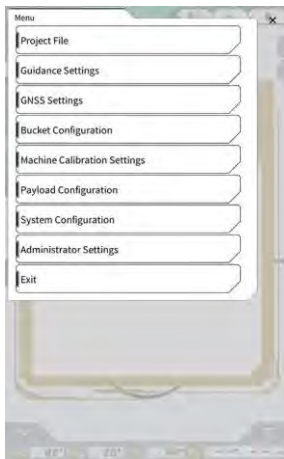 Menu
Project File
Guidance Settings
GNSS Settings
Bucket Configuration
Machine Calibration Settings
Payload Configuration
System Configuration
Administrator Settings
Exit